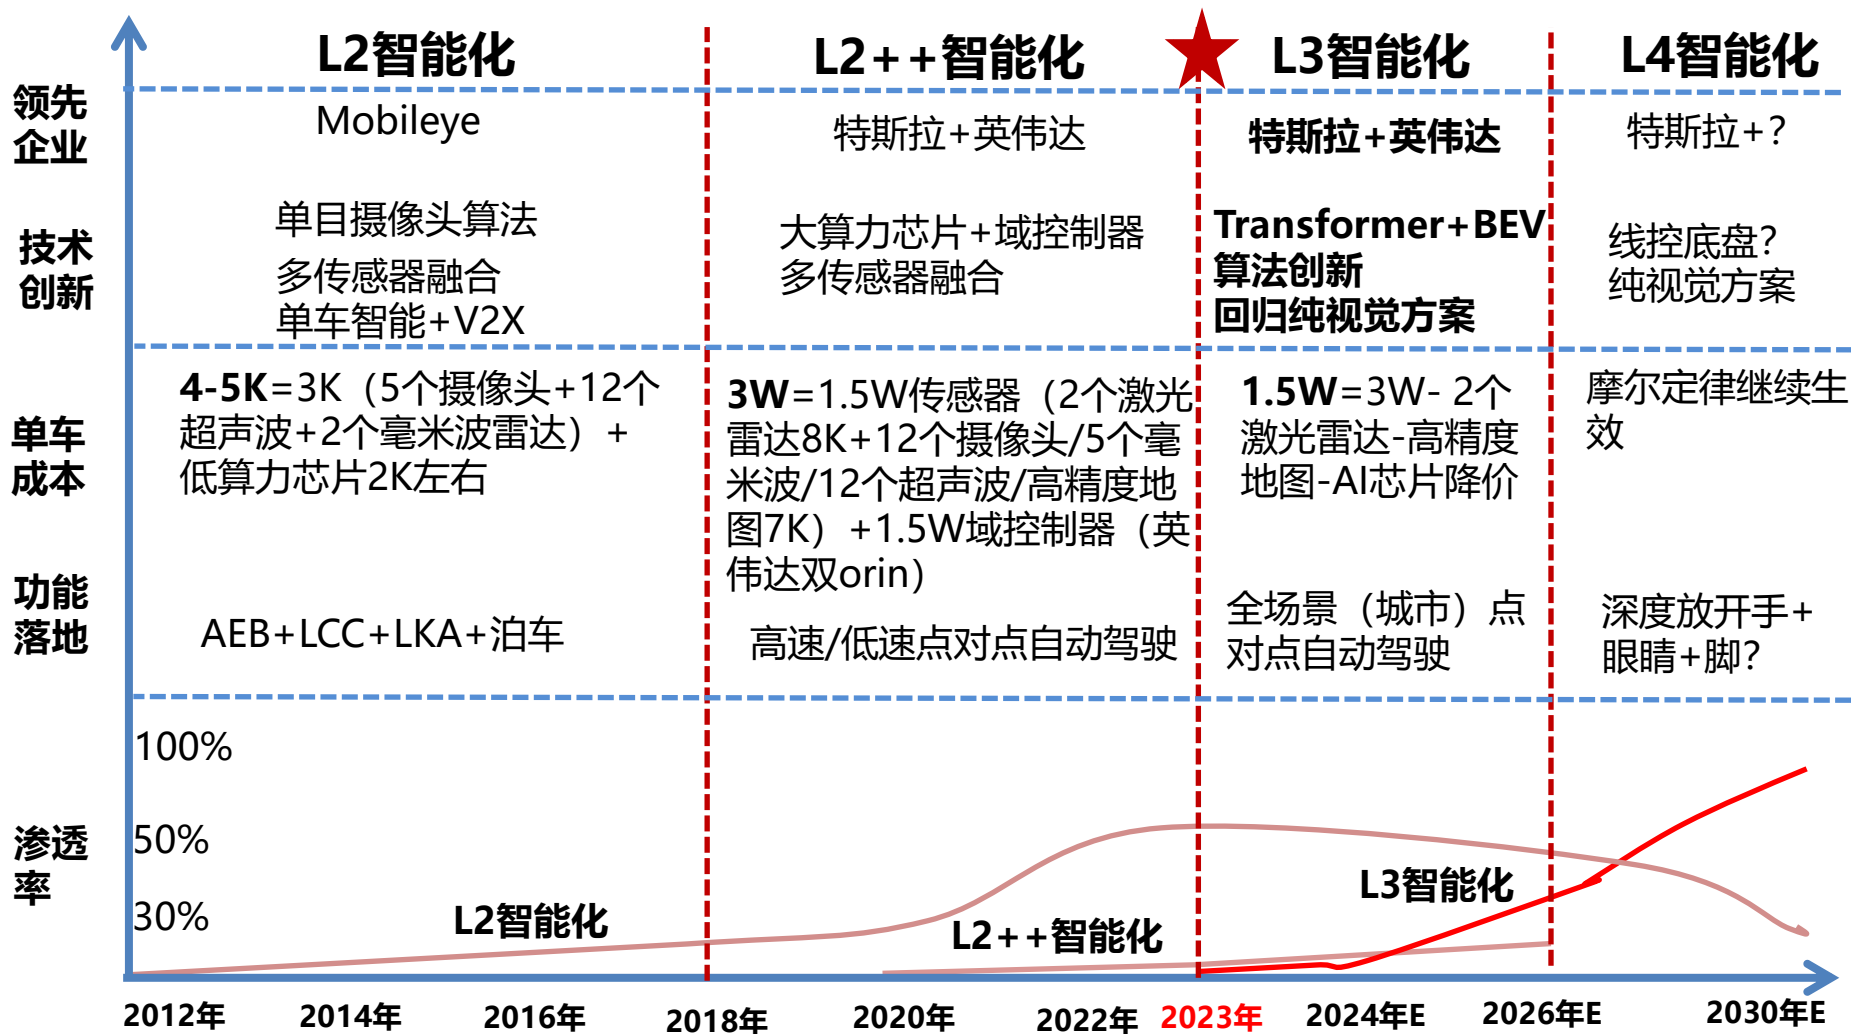 L2智能化
L2++智能化
L3智能化
L4智能化
领先
企业
Mobileye
特斯拉+英伟达
特斯拉+英伟达
特斯拉+?
技术
创新
单目摄像头算法
多传感器融合
单车智能+V2X
大算力芯片+域控制器
多传感器融合
Transformer+BEV
算法创新
回归纯视觉方案
线控底盘?
纯视觉方案
单车
成本
4-5K=3K（5个摄像头+12个
超声波+2个毫米波雷达）+
低算力芯片2K左右
3W=1.5W传感器（2个激光
雷达8K+12个摄像头/5个毫
米波/12个超声波/高精度地
图7K）+1.5W域控制器（英
伟达双orin）
1.5W=3W- 2个
激光雷达-高精度
地图-AI芯片降价
摩尔定律继续生
效
功能
落地
AEB+LCC+LKA+泊车
高速/低速点对点自动驾驶
全场景（城市）点
对点自动驾驶
深度放开手+
眼睛+脚?
渗透
率
100%
50%
30%
L2智能化
L2++智能化
L3智能化
2012年
2014年
2016年
2018年
2020年
2022年
2023年
2024年E
2026年E
2030年E